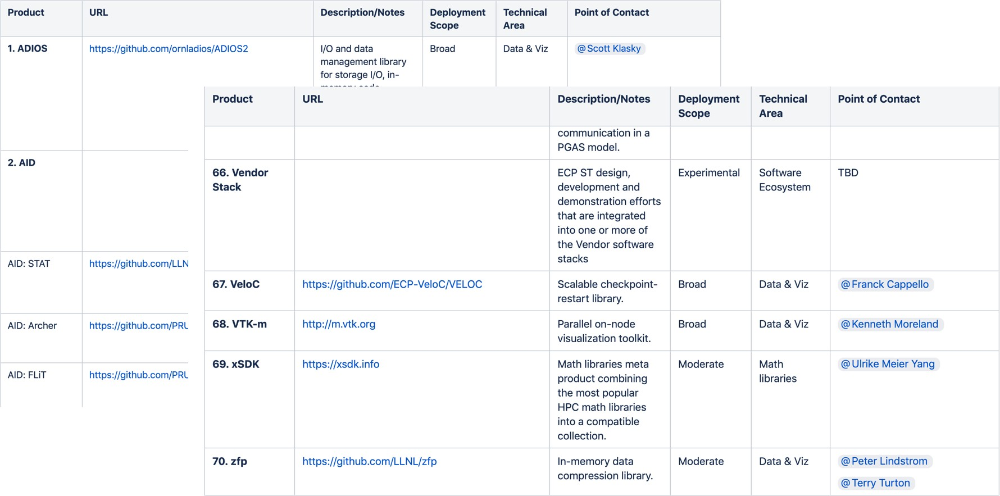 Product URL Description/Notes Deployment Scope Technical Area Point of Contact
1. ADIOS https://github.com/ornladios/ADIOS2 I/O and data management library for storage I/O, in- Broad Data & Viz @Scott Klasky
2. AID
AID: STAT https://github.com/LLN
AID: Archer https://github.com/PRU
AID: FLiT https://github.com/PRU
Product URL Description/Notes Deployment Scope Technical Area Point of Contact
communication in a PGAS model.
66. Vendor Stack ECP ST design, development and demonstration efforts that are integrated into one or more of the Vendor software stacks Experimental Software Ecosystem TBD
67. VeloC https://github.com/ECP-VeloC/VELOC Scalable checkpoint-restart library. Broad Data & Viz @Franck Cappello
68. VTK-m http://m.vtk.org Parallel on-node visualization toolkit. Broad Data & Viz @Kenneth Moreland
69. xSDK https://xsdk.info Math libraries meta product combining the most popular HPC math libraries into a compatible collection. Moderate Math libraries @Ulrike Meier Yang
70. zfp https://github.com/LLNL/zfp In-memory data compression library. Moderate Data & Viz @Peter Lindstrom @Terry Turton